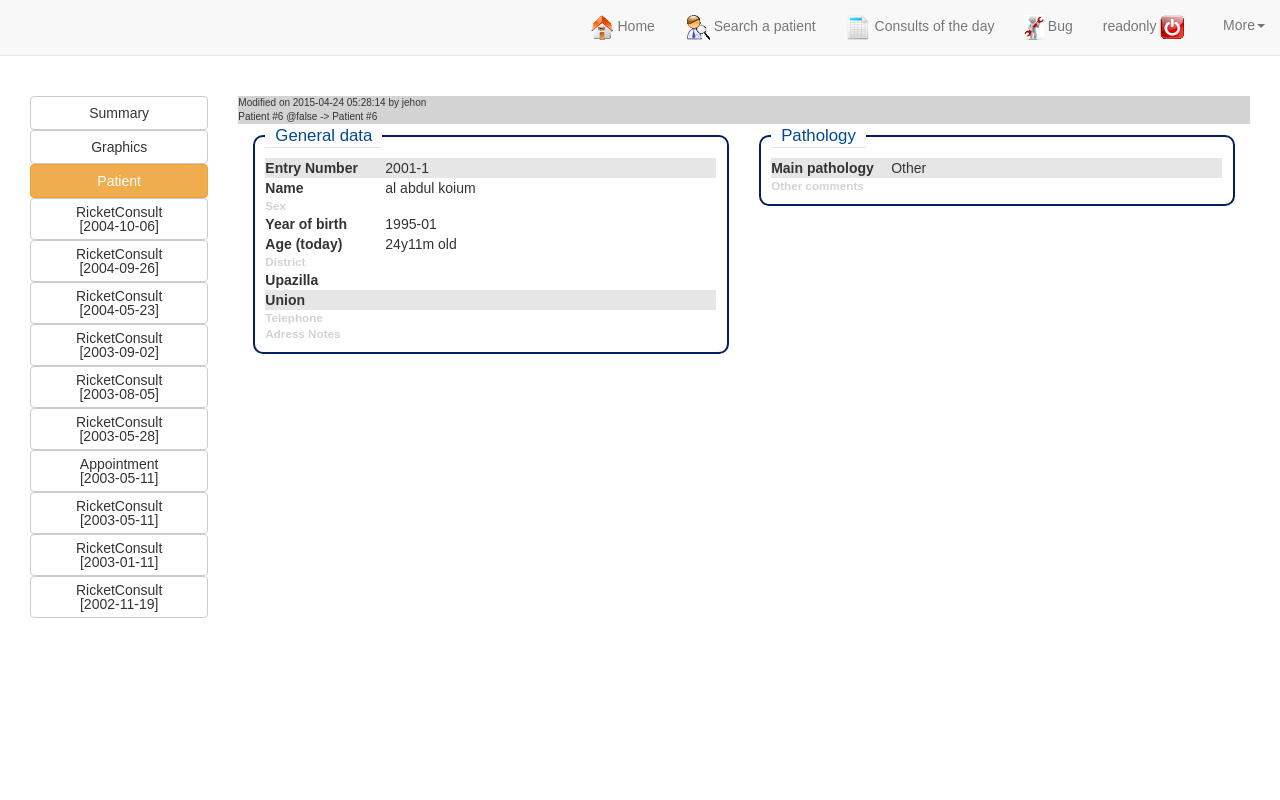 Home Search a patient Consults of the day Bug readonly More
Summary
Graphics
Patient
RicketConsult
[2004-10-06]
RicketConsult
[2004-09-26]
RicketConsult
[2004-05-23]
RicketConsult
[2003-09-02]
RicketConsult
[2003-08-05]
RicketConsult
[2003-05-28]
Appointment
[2003-05-11]
RicketConsult
[2003-05-11]
RicketConsult
[2003-01-11]
RicketConsult
[2002-11-19]
Modified on 2015-04-24 05:28:14 by jehon
Patient #6 @false -> Patient #6
General data
Entry Number 2001-1
Name al abdul koium
Sex
Year of birth 1995-01
Age (today) 24y11m old
District
Upazilla
Union
Telephone
Adress Notes
Pathology
Main pathology Other
Other comments